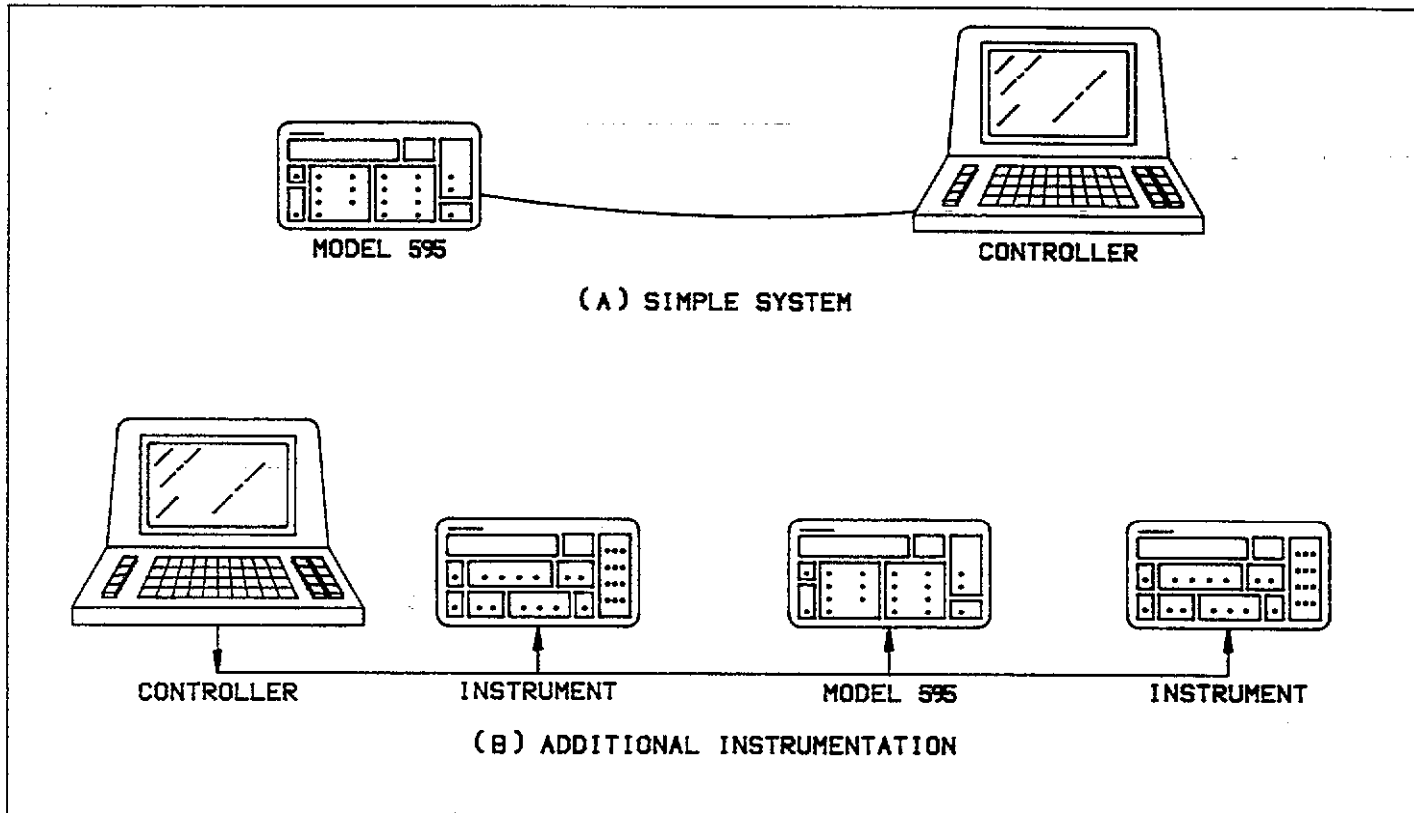 MODEL 595
CONTROLLER
(A) SIMPLE SYSTEM
CONTROLLER
INSTRUMENT
MODEL 595
INSTRUMENT
(B) ADDITIONAL INSTRUMENTATION